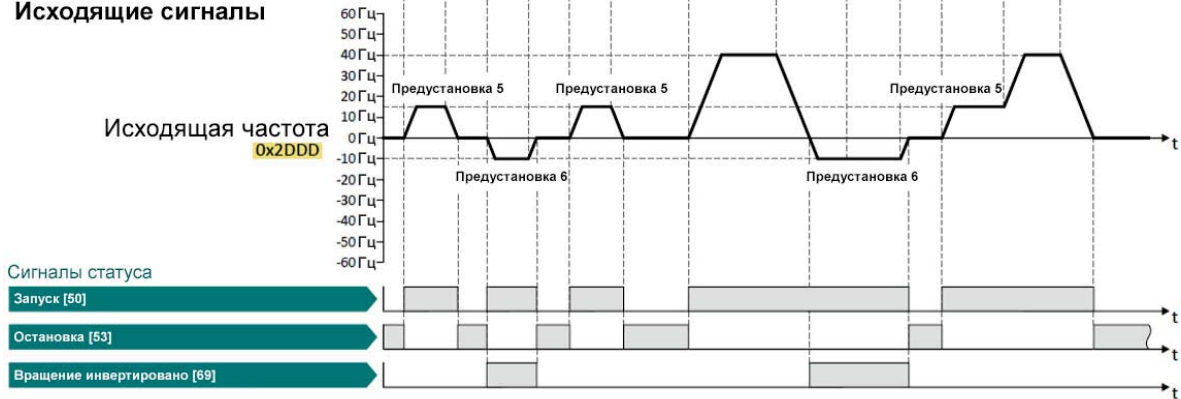 Исходящие сигналы
60 Гц
50 Гц
40 Гц
30 Гц
20 Гц
10 Гц
0 Гц
-10 Гц
-20 Гц
-30 Гц
-40 Гц
-50 Гц
-60 Гц
Исходящая частота
0x2DDD
Предустановка 5
Предустановка 5
Предустановка 5
Предустановка 6
Предустановка 6
t
Сигналы статуса
Запуск [50]
t
Остановка [53]
t
Вращение инвертировано [69]
t